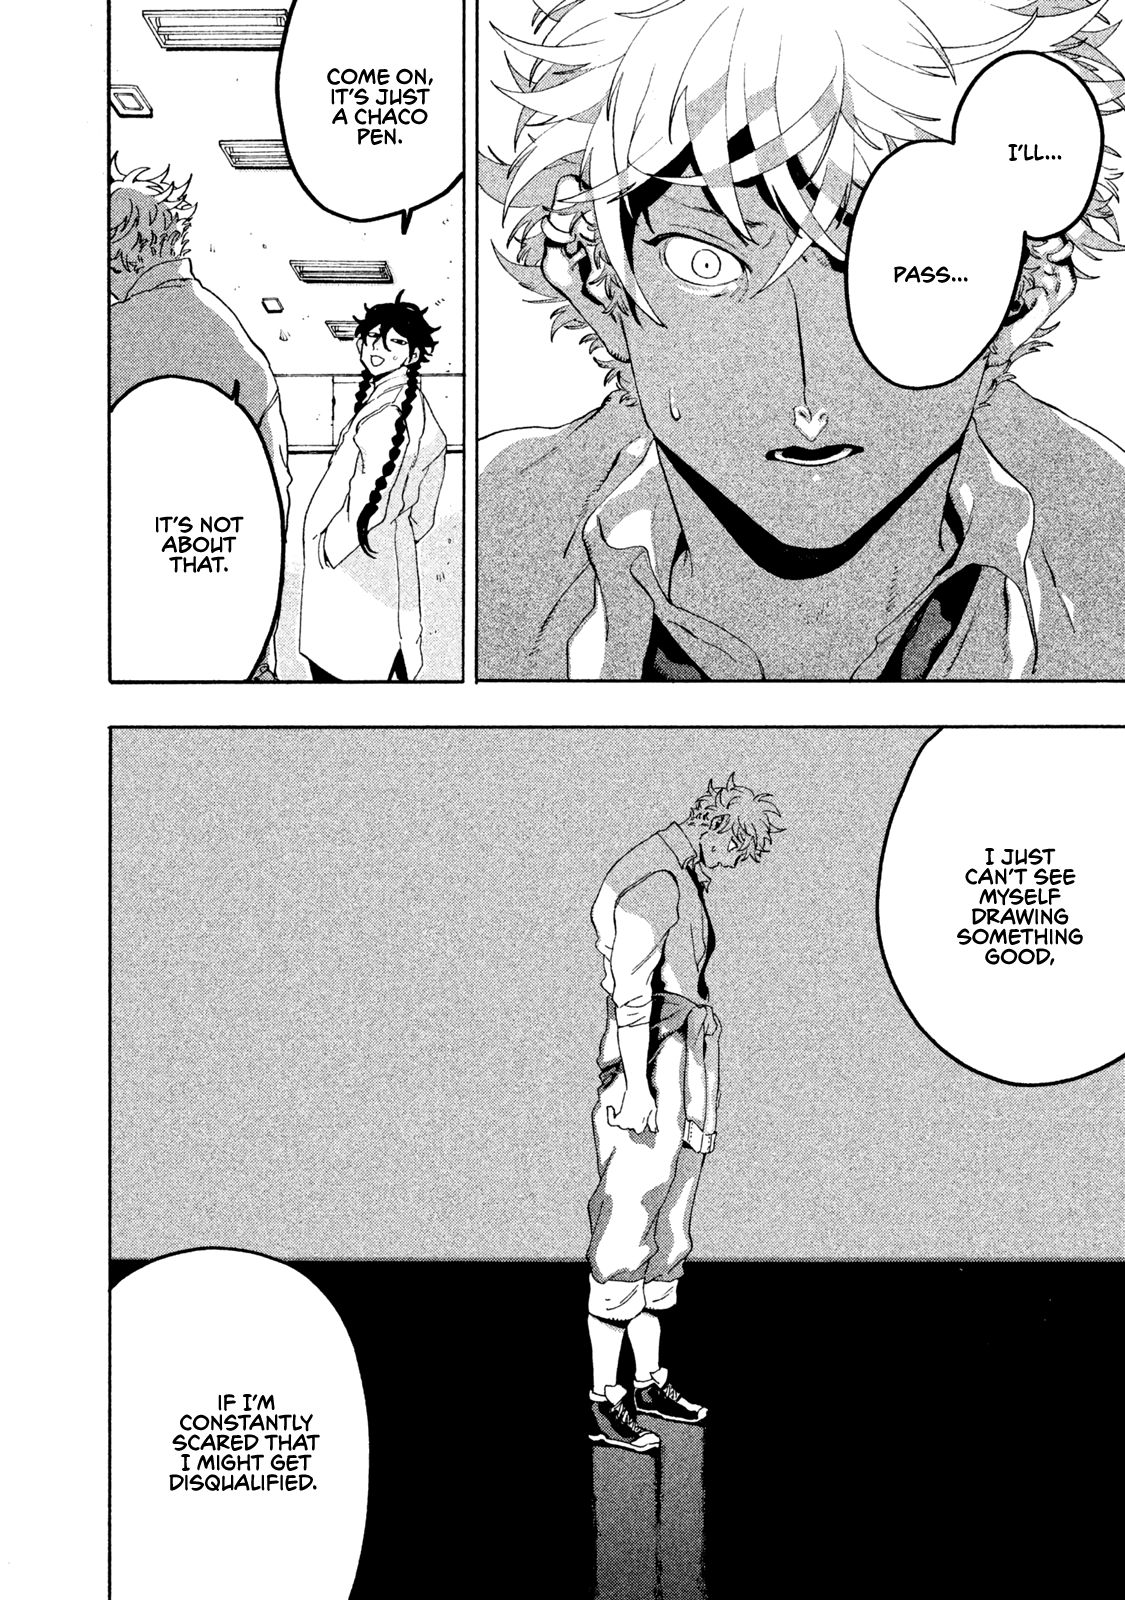 I'LL...
PASS...
COME ON,
IT'S JUST
A CHACO
PEN.
IT'S NOT
ABOUT
THAT.
I JUST
CAN'T SEE
MYSELF
DRAWING
SOMETHING
GOOD,
IF I'M
CONSTANTLY
SCARED THAT
I MIGHT GET
DISQUALIFIED.